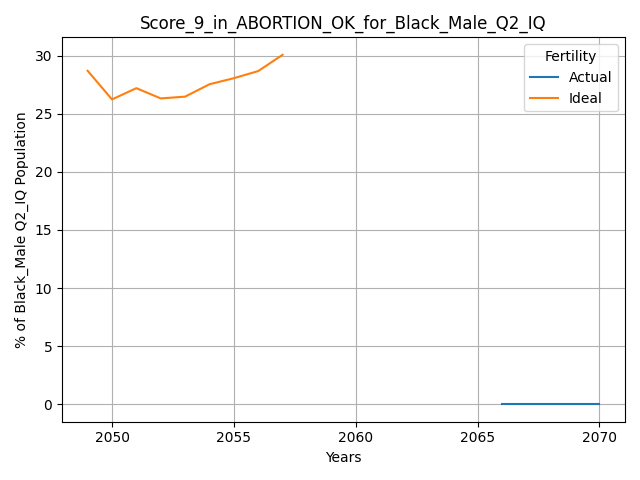 Score_9_in_ABORTION_OK_for_Black_Male_Q2_IQ
% of Black_Male Q2_IQ Population
30
25
20
15
10
5
0
Fertility
Actual
Ideal
2050 2055 2060 2065 2070
Years